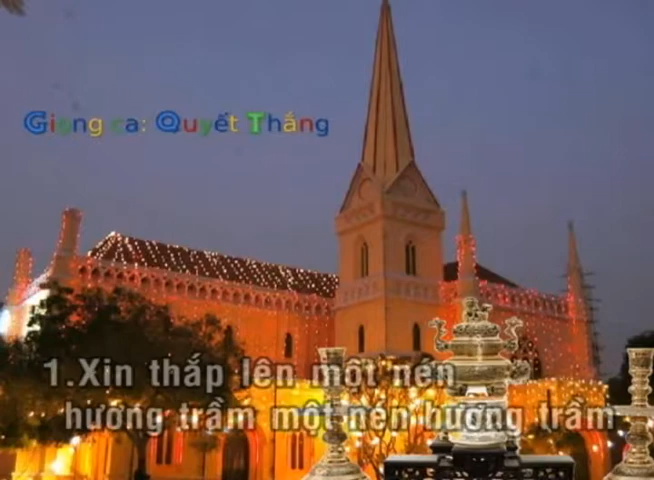 Giọng ca: Quyết Thắng
1.Xin thắp lên một nén
hương trầm một nén hương trầm